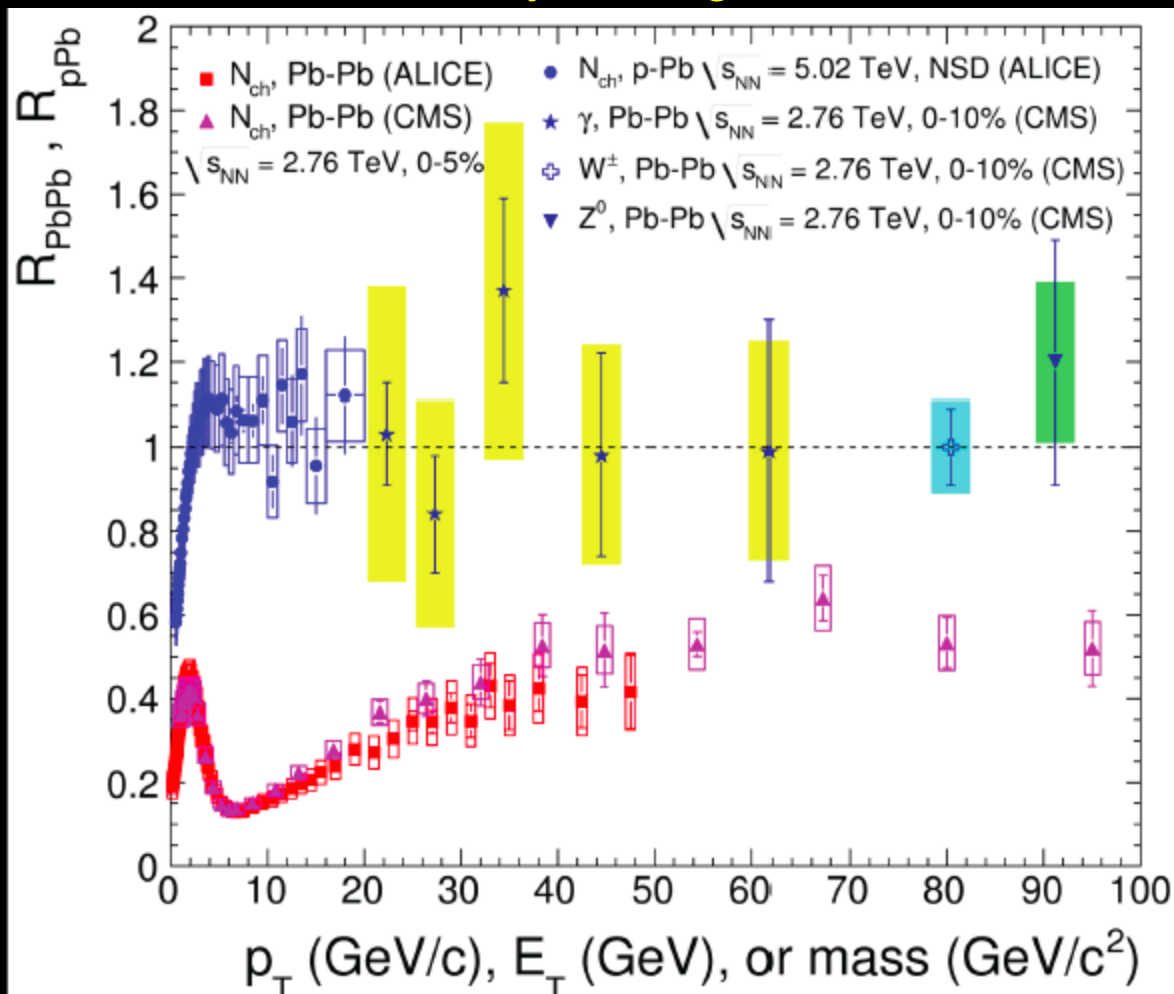 R_PbPb , R_pPb
2
1.8
1.6
1.4
1.2
1
0.8
0.6
0.4
0.2
0
N_ch, Pb-Pb (ALICE)
N_ch, Pb-Pb (CMS)
√s_NN = 2.76 TeV, 0-5%
N_ch, p-Pb √s_NN = 5.02 TeV, NSD (ALICE)
γ, Pb-Pb √s_NN = 2.76 TeV, 0-10% (CMS)
W^±, Pb-Pb √s_NN = 2.76 TeV, 0-10% (CMS)
Z^0, Pb-Pb √s_NN = 2.76 TeV, 0-10% (CMS)
0 10 20 30 40 50 60 70 80 90 100
p_T (GeV/c), E_T (GeV), or mass (GeV/c^2)